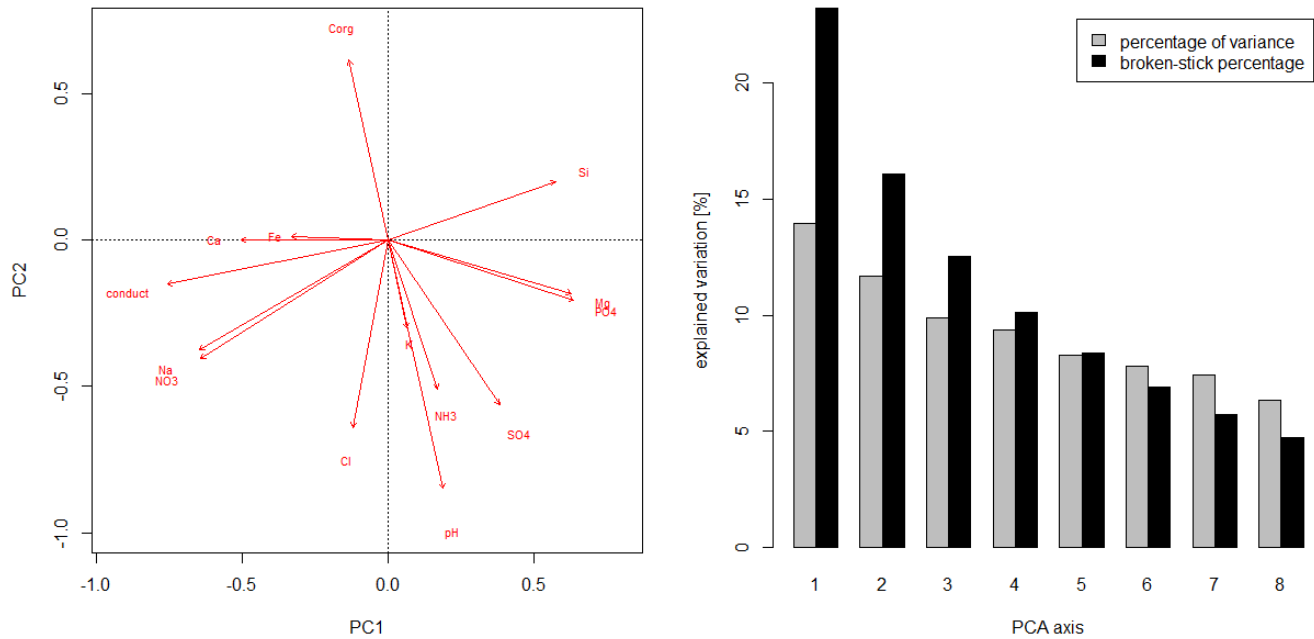 Corg
0.5
Si
0.0
Ca
Fe
PC2
conduct
Mg
PO4
K
Na
NO3
-0.5
NH3
SO4
Cl
pH
-1.0
-1.0
-0.5
0.0
0.5
PC1
percentage of variance
broken-stick percentage
20
15
explained variation [%]
10
5
0
1
2
3
4
5
6
7
8
PCA axis